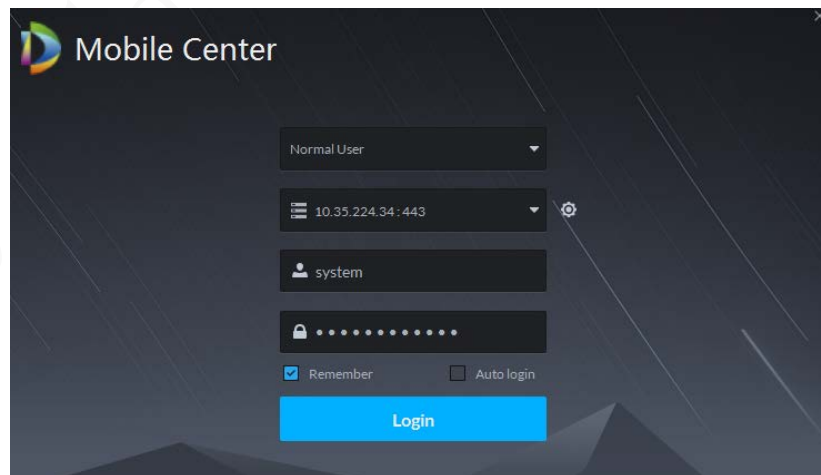 Mobile Center
Normal User
10.35.224.34:443
system
••••••••••••
Remember Auto login
Login